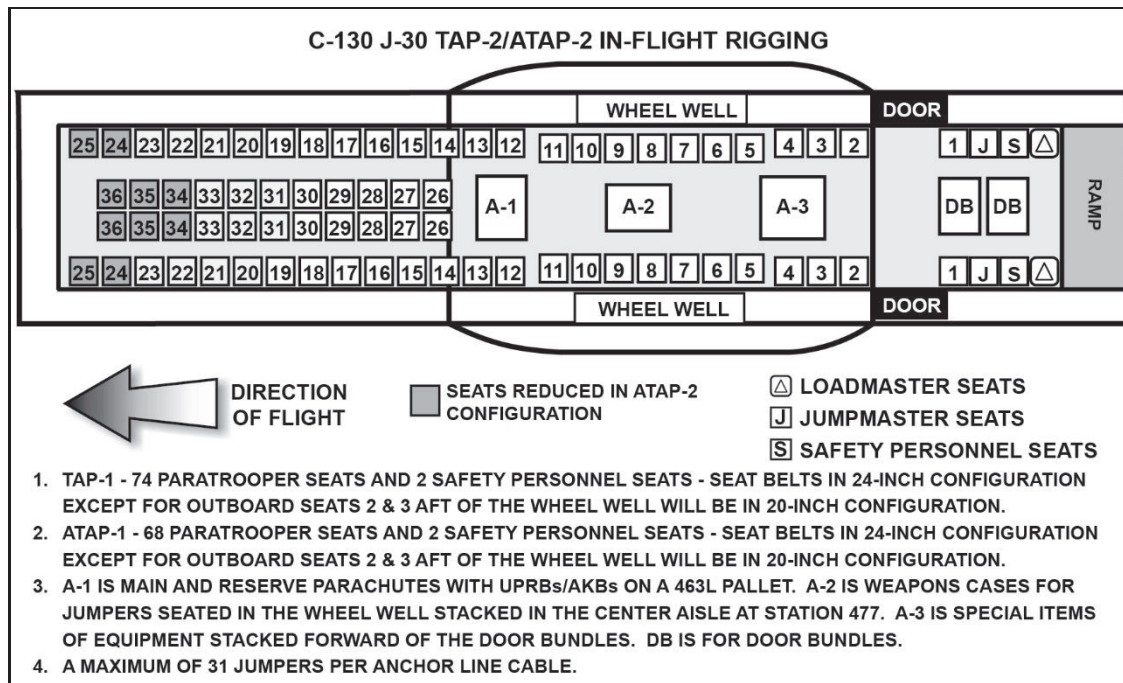 C-130 J-30 TAP-2/ATAP-2 IN-FLIGHT RIGGING
WHEEL WELL
DOOR
25 24 23 22 21 20 19 18 17 16 15 14 13 12 11 10 9 8 7 6 5 4 3 2 1 J S
36 35 34 33 32 31 30 29 28 27 26
A-1 A-2 A-3 DB DB
RAMP
36 35 34 33 32 31 30 29 28 27 26
25 24 23 22 21 20 19 18 17 16 15 14 13 12 11 10 9 8 7 6 5 4 3 2 1 J S
WHEEL WELL
DOOR
DIRECTION
OF FLIGHT
SEATS REDUCED IN ATAP-2
CONFIGURATION
LOADMASTER SEATS
J JUMPMASTER SEATS
S SAFETY PERSONNEL SEATS
1. TAP-1 - 74 PARATROOPER SEATS AND 2 SAFETY PERSONNEL SEATS - SEAT BELTS IN 24-INCH CONFIGURATION
EXCEPT FOR OUTBOARD SEATS 2 & 3 AFT OF THE WHEEL WELL WILL BE IN 20-INCH CONFIGURATION.
2. ATAP-1 - 68 PARATROOPER SEATS AND 2 SAFETY PERSONNEL SEATS - SEAT BELTS IN 24-INCH CONFIGURATION
EXCEPT FOR OUTBOARD SEATS 2 & 3 AFT OF THE WHEEL WELL WILL BE IN 20-INCH CONFIGURATION.
3. A-1 IS MAIN AND RESERVE PARACHUTES WITH UPRBs/AKBs ON A 463L PALLET. A-2 IS WEAPONS CASES FOR
JUMPERS SEATED IN THE WHEEL WELL STACKED IN THE CENTER AISLE AT STATION 477. A-3 IS SPECIAL ITEMS
OF EQUIPMENT STACKED FORWARD OF THE DOOR BUNDLES. DB IS FOR DOOR BUNDLES.
4. A MAXIMUM OF 31 JUMPERS PER ANCHOR LINE CABLE.